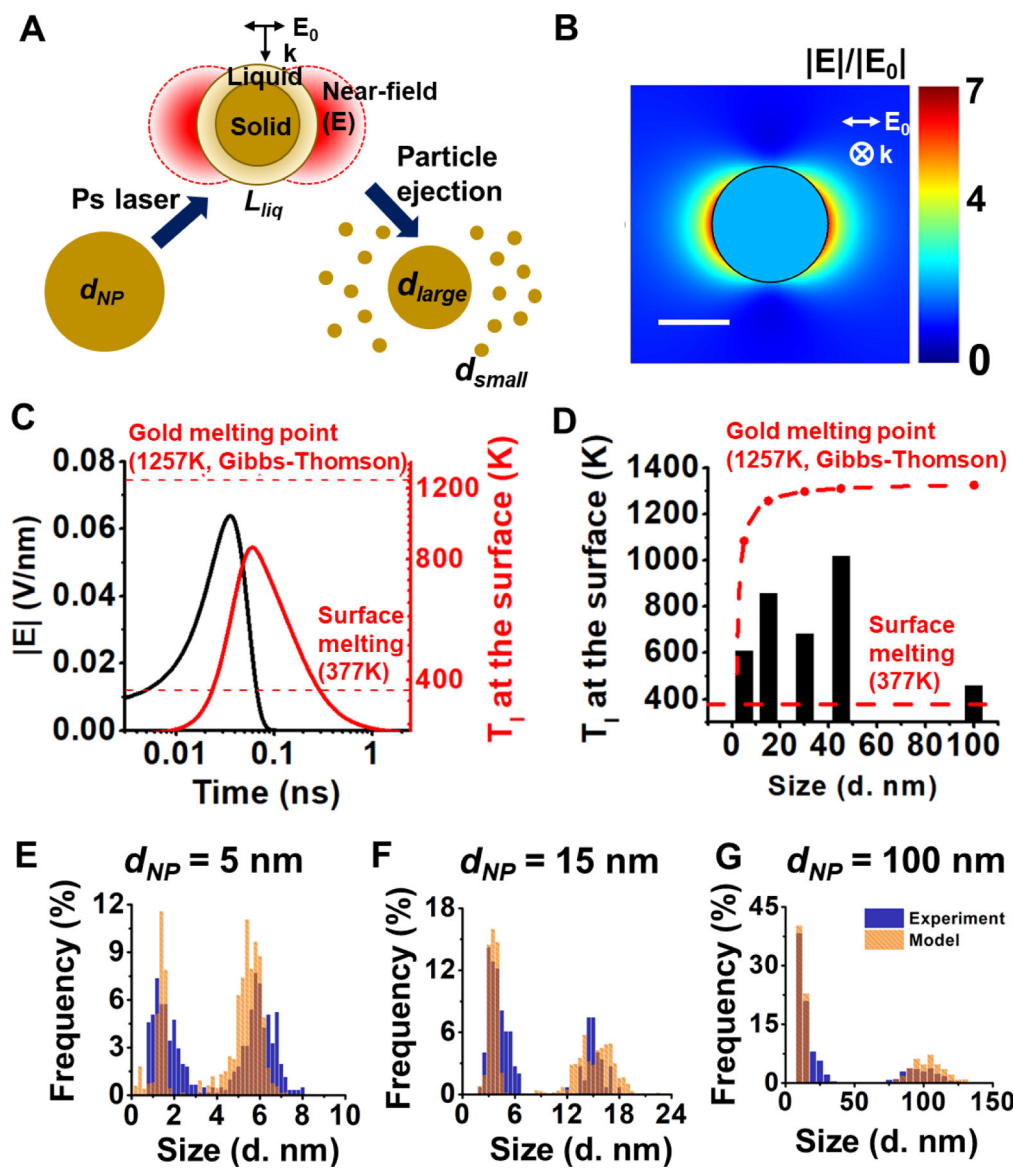 A
E0
k
Liquid
Near-field
(E)
Solid
Ps laser
Lliq
Particle
ejection
dNP
dlarge
dsmall
B
|E|/|E0|
7
E0
k
4
0
C
Gold melting point
(1257K, Gibbs-Thomson)
0.08
0.06
0.04
0.02
0.00
|E| (V/nm)
1200
800
400
Surface
melting
(377K)
Tl at the surface (K)
0.01
0.1
1
Time (ns)
D
Gold melting point
(1257K, Gibbs-Thomson)
1400
1300
1000
900
800
700
600
500
400
Tl at the surface (K)
Surface
melting
(377K)
0 20 40 60 80 100
Size (d. nm)
E
dNP = 5 nm
Frequency (%)
12
9
6
3
0
0 2 4 6 8 10
Size (d. nm)
F
dNP = 15 nm
Frequency (%)
18
12
6
0
0 6 12 18 24
Size (d. nm)
G
dNP = 100 nm
Frequency (%)
45
30
15
0
Experiment
Model
0 50 100 150
Size (d. nm)